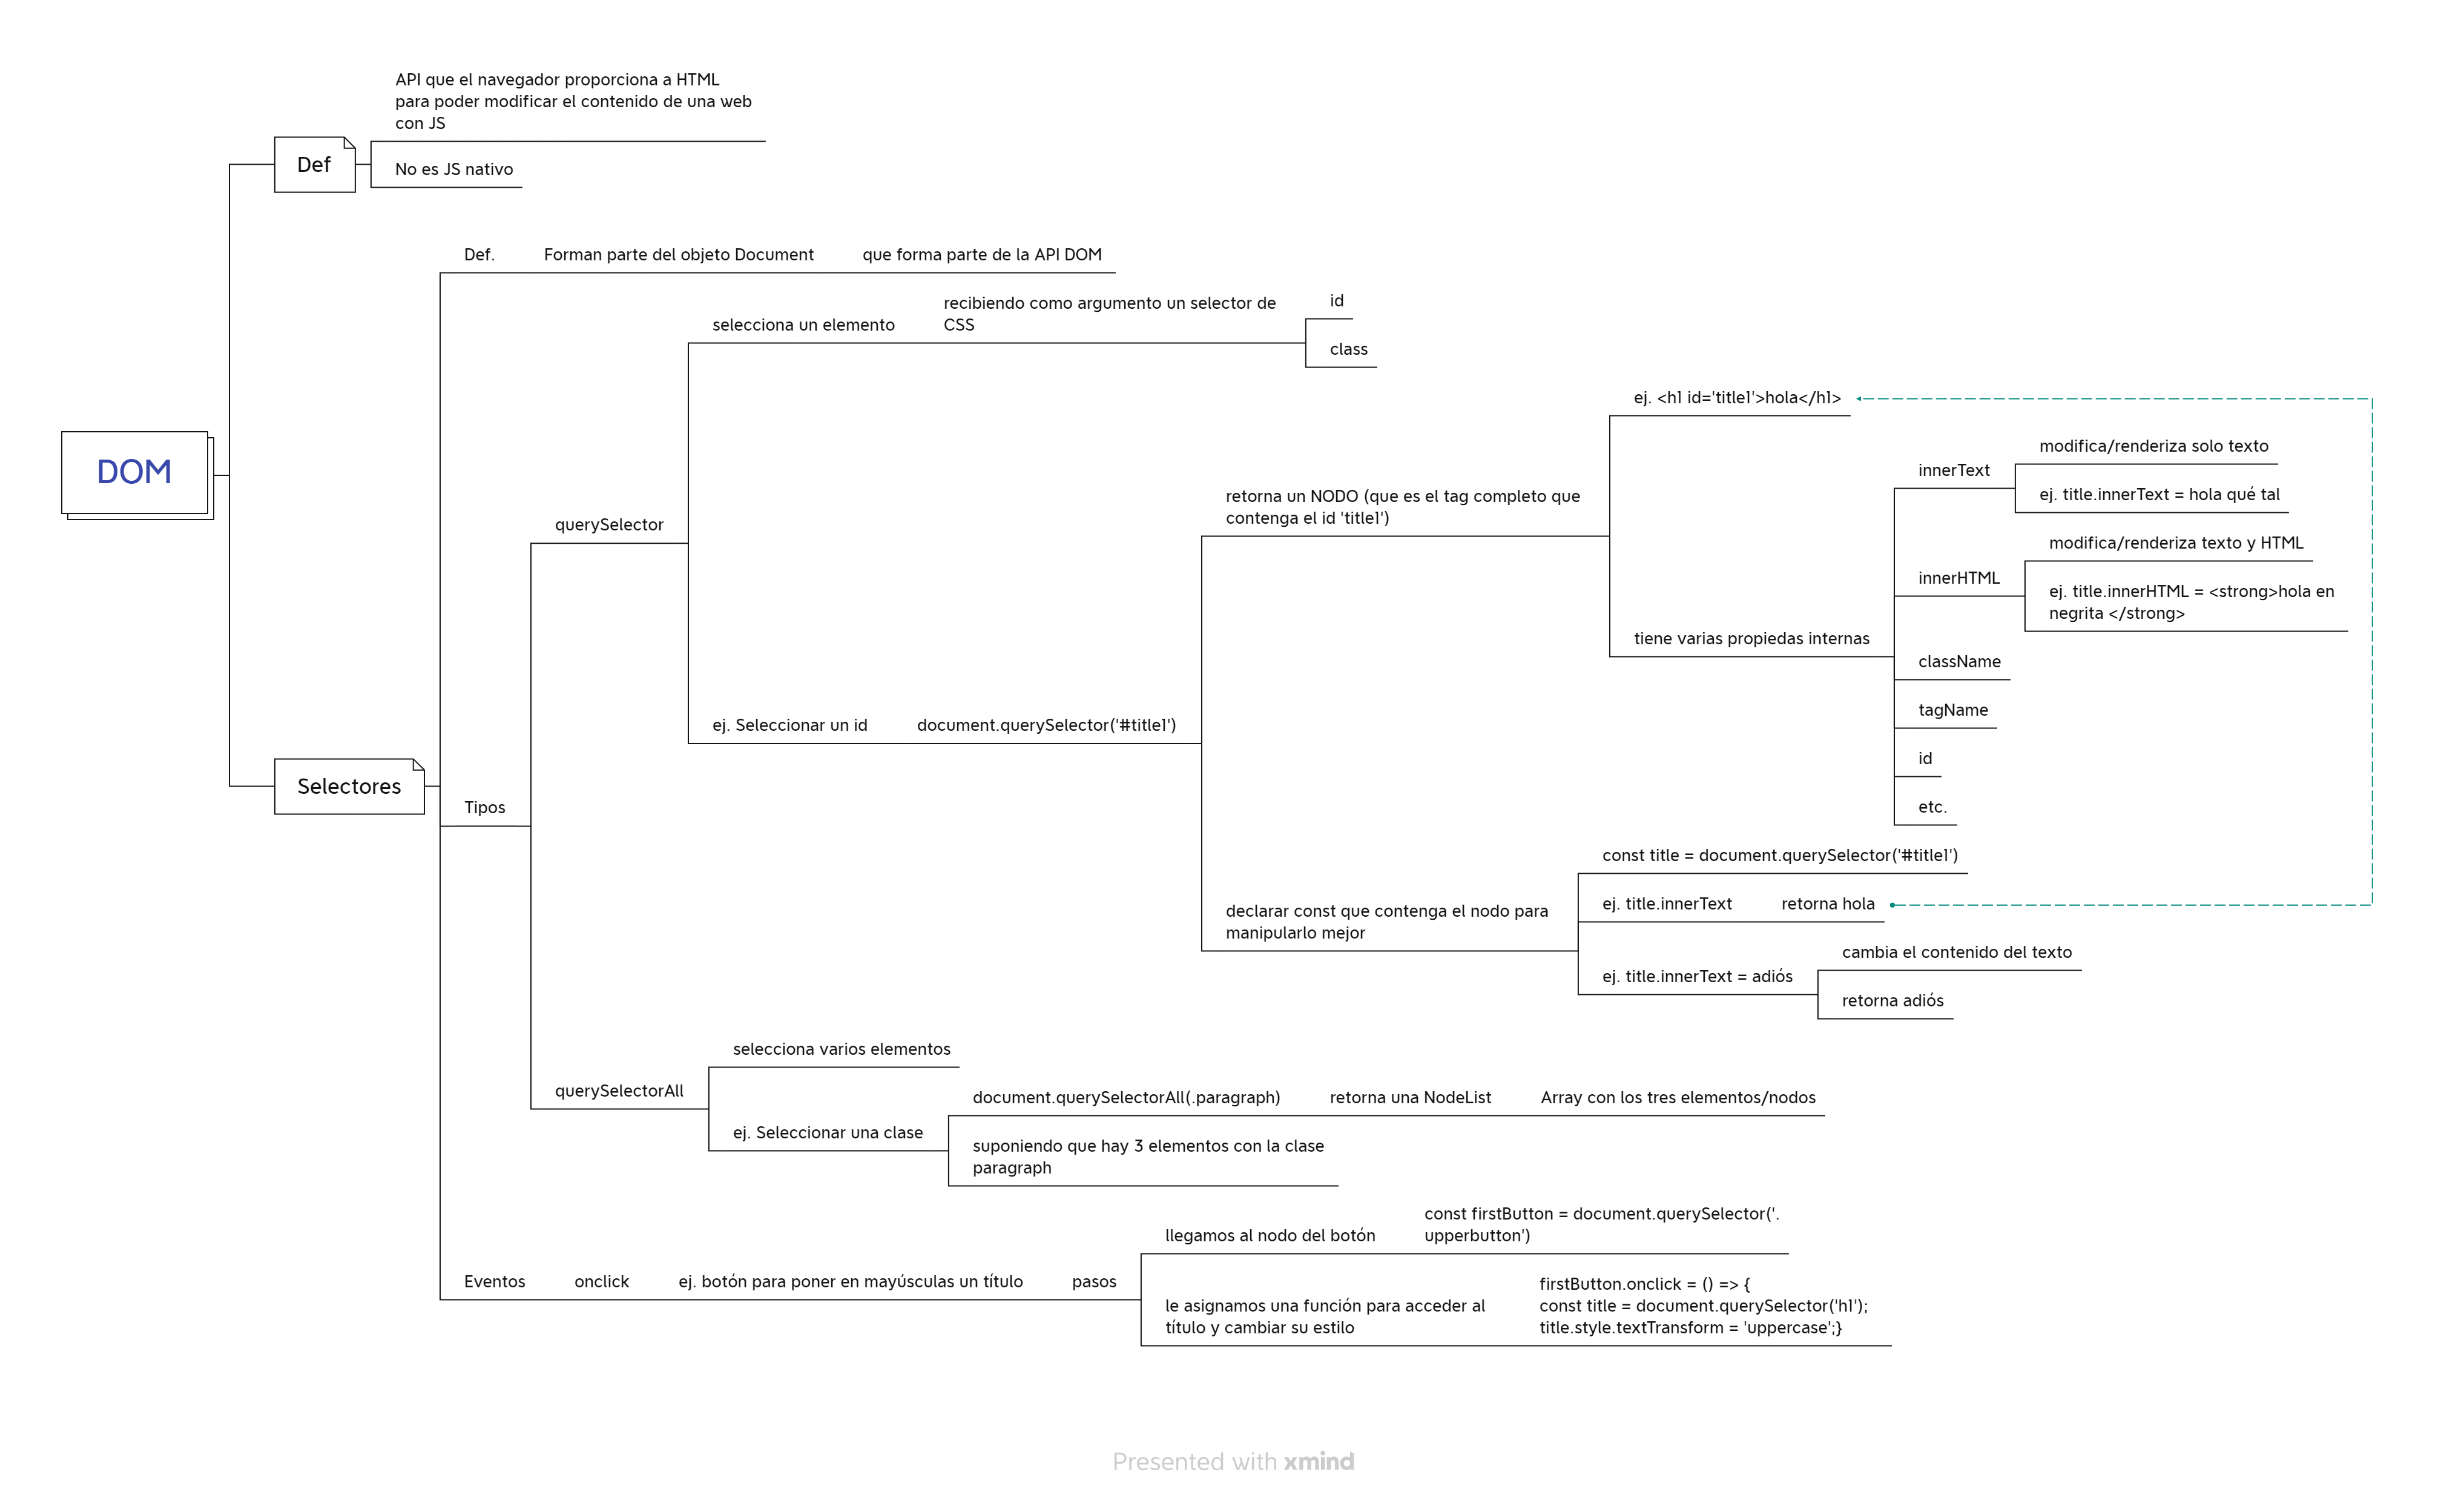 DOM
Def
API que el navegador proporciona a HTML
para poder modificar el contenido de una web
con JS
No es JS nativo
Selectores
Def.
Forman parte del objeto Document
que forma parte de la API DOM
Tipos
querySelector
selecciona un elemento
recibiendo como argumento un selector de
CSS
id
class
ej. Seleccionar un id
document.querySelector('#title1')
retorna un NODO (que es el tag completo que
contenga el id 'title1')
ej. <h1 id='title1'>hola</h1>
tiene varias propiedas internas
innerText
modifica/renderiza solo texto
ej. title.innerText = hola qué tal
innerHTML
modifica/renderiza texto y HTML
ej. title.innerHTML = <strong>hola en
negrita </strong>
className
tagName
id
etc.
declarar const que contenga el nodo para
manipularlo mejor
const title = document.querySelector('#title1')
ej. title.innerText
retorna hola
ej. title.innerText = adiós
cambia el contenido del texto
retorna adiós
querySelectorAll
selecciona varios elementos
ej. Seleccionar una clase
document.querySelectorAll(.paragraph)
retorna una NodeList
Array con los tres elementos/nodos
suponiendo que hay 3 elementos con la clase
paragraph
Eventos
onclick
ej. botón para poner en mayúsculas un título
pasos
llegamos al nodo del botón
const firstButton = document.querySelector('.
upperbutton')
le asignamos una función para acceder al
título y cambiar su estilo
firstButton.onclick = () => {
const title = document.querySelector('h1');
title.style.textTransform = 'uppercase';}
Presented with xmind